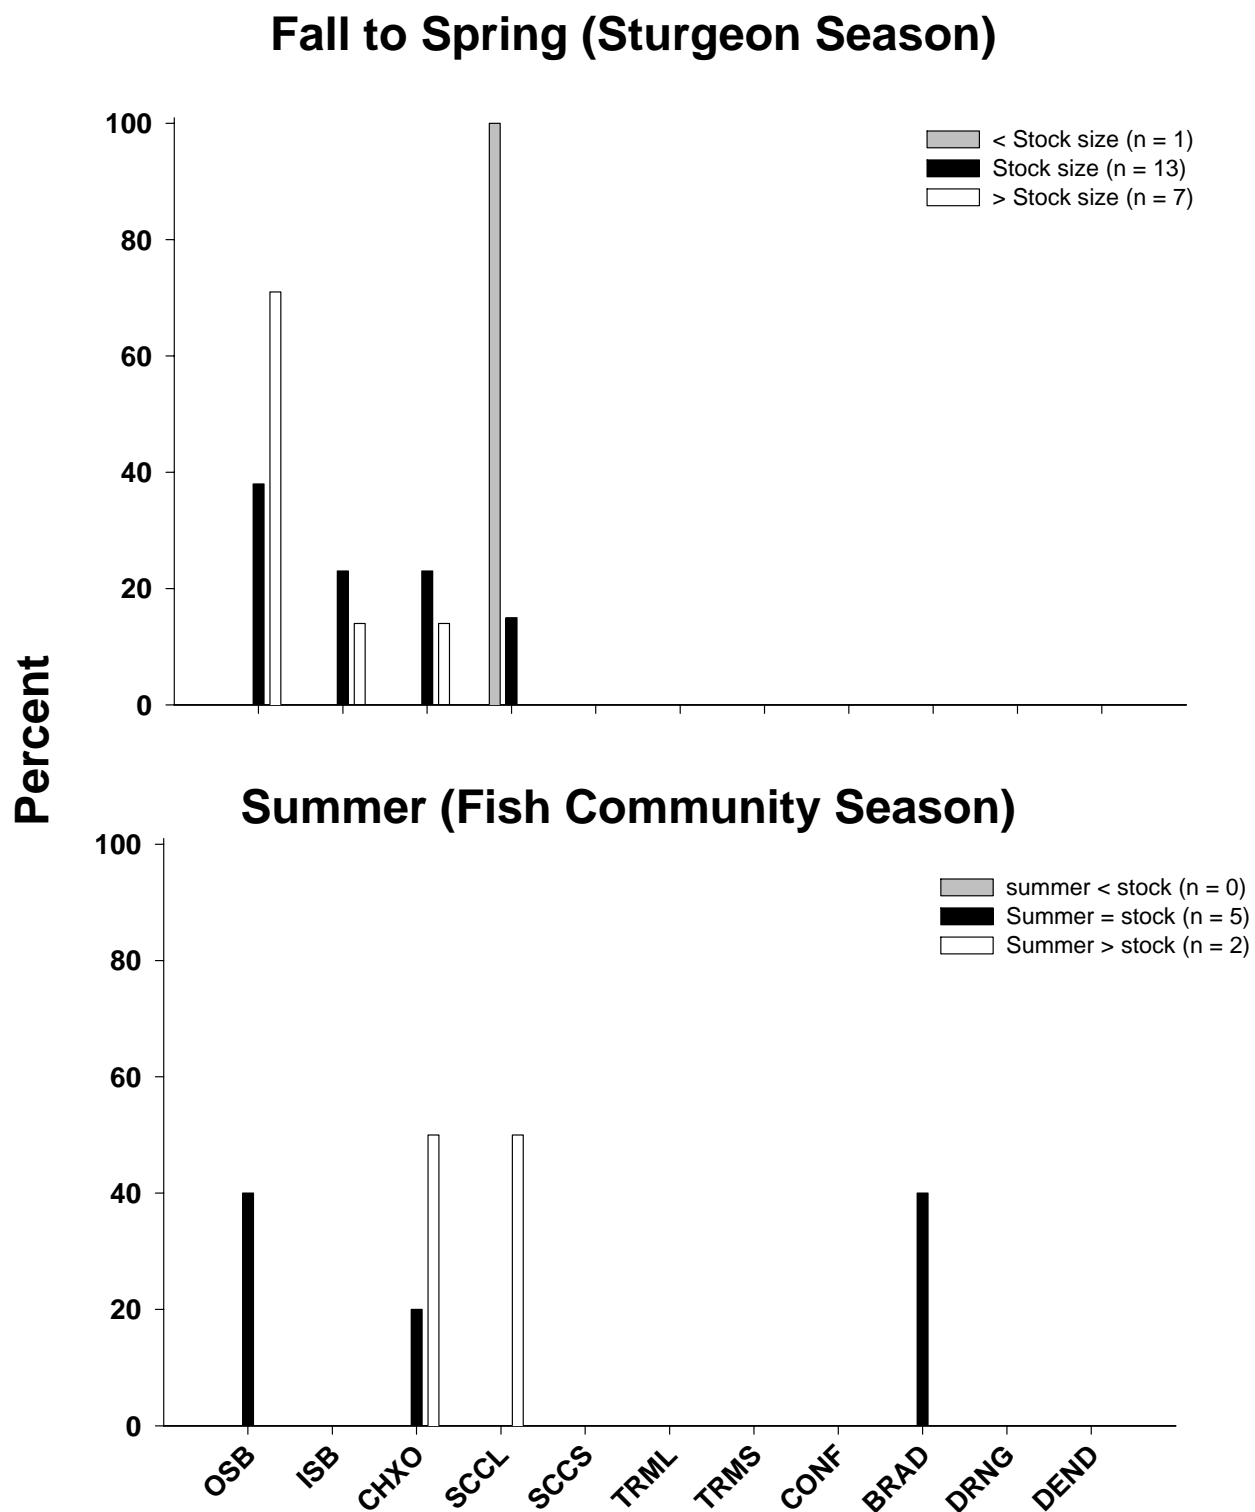 Fall to Spring (Sturgeon Season)
100
80
60
40
20
0
< Stock size (n = 1)
Stock size (n = 13)
> Stock size (n = 7)
Percent
Summer (Fish Community Season)
100
80
60
40
20
0
summer < stock (n = 0)
Summer = stock (n = 5)
Summer > stock (n = 2)
OSB
ISB
CHXO
SCCL
SCCS
TRML
TRMS
CONF
BRAD
DRNG
DEND